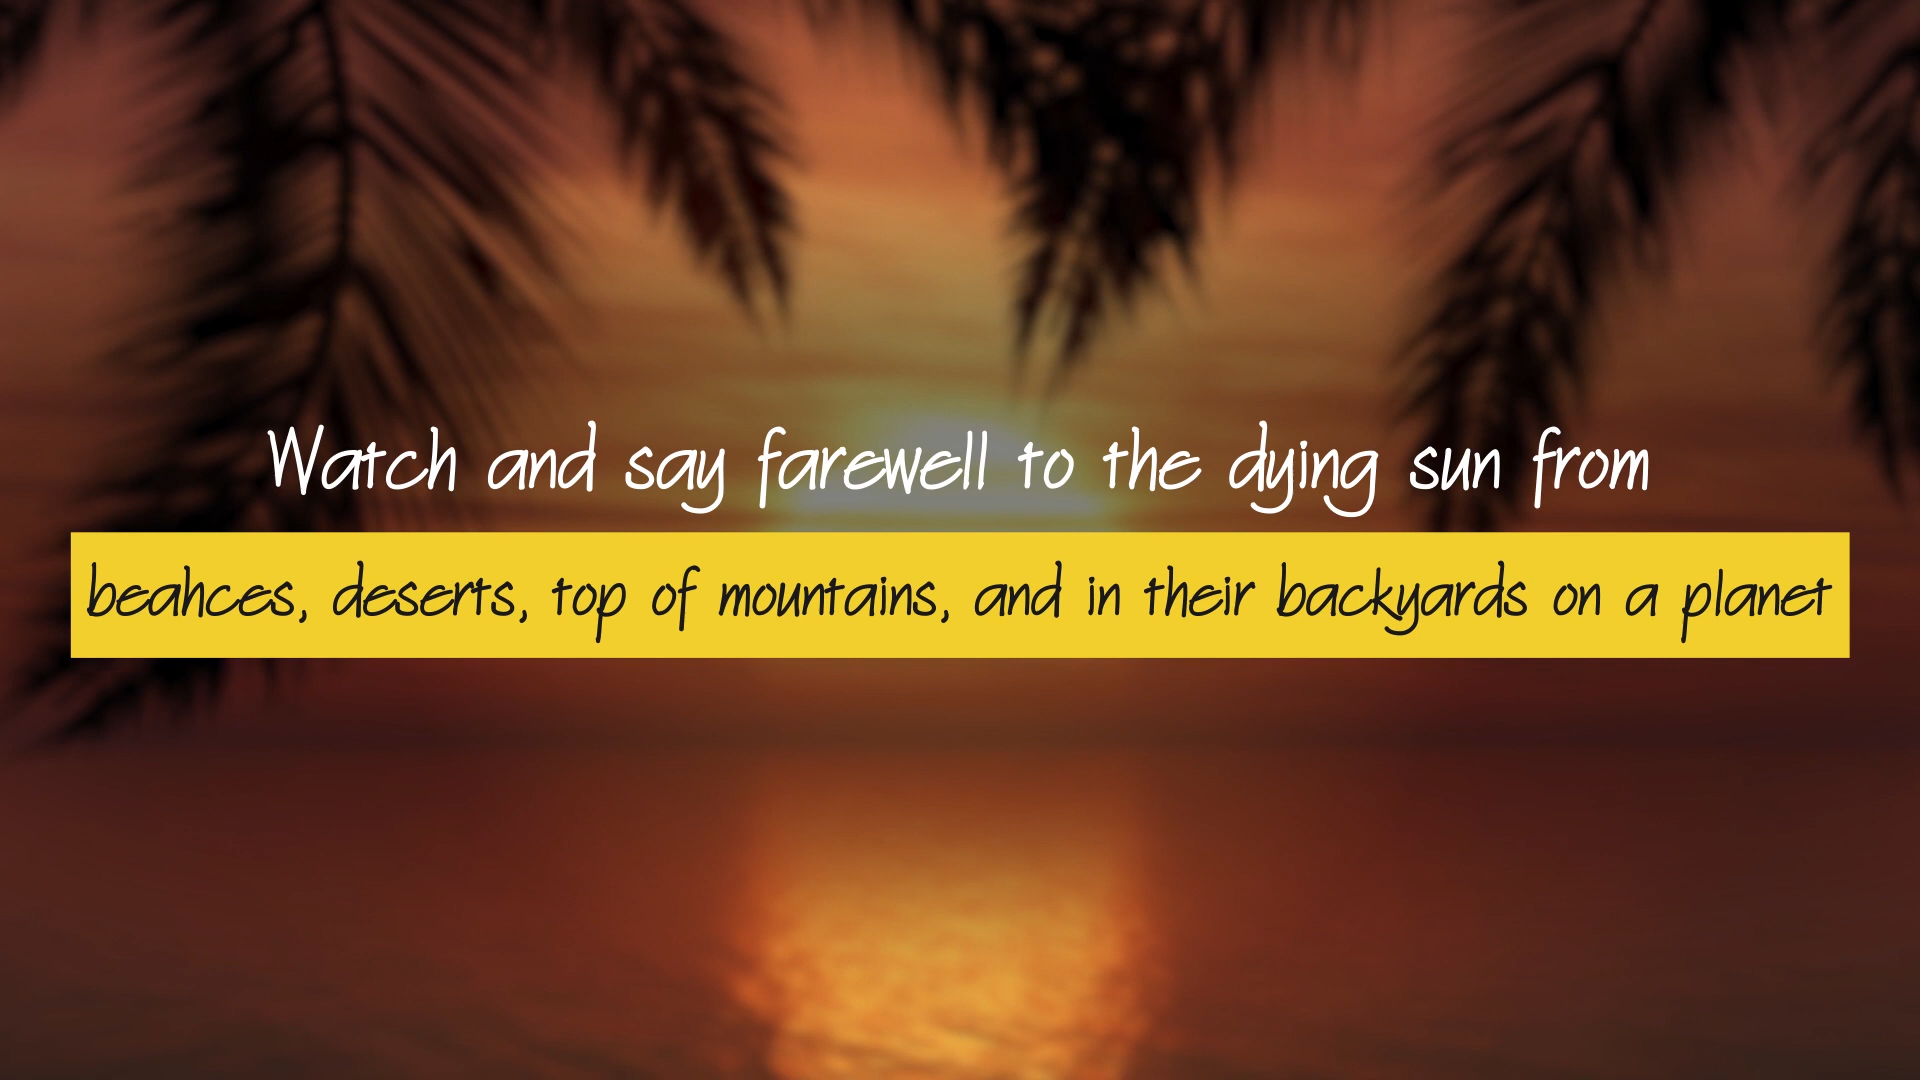 Watch and say farewell to the dying sun from
beahces, deserts, top of mountains, and in their backyards on a planet